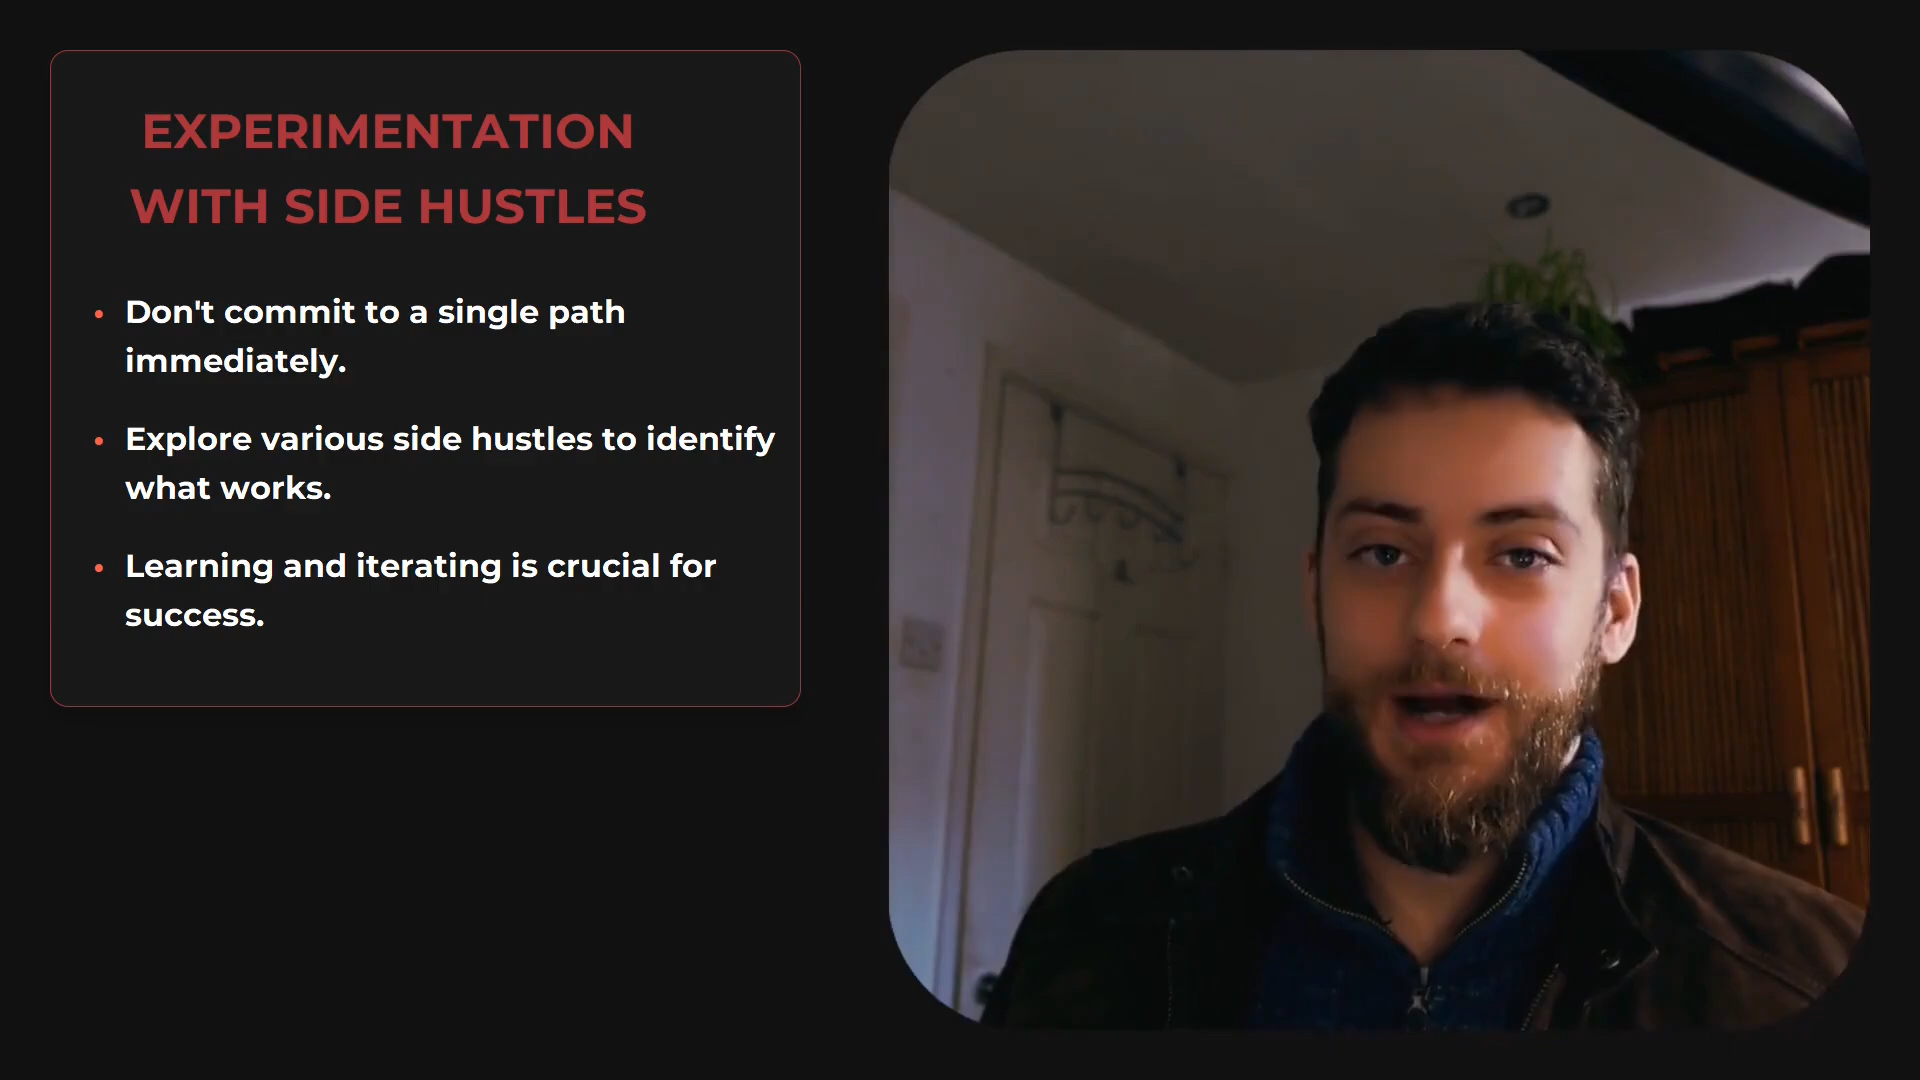 EXPERIMENTATION
WITH SIDE HUSTLES
• Don't commit to a single path
immediately.
• Explore various side hustles to identify
what works.
• Learning and iterating is crucial for
success.